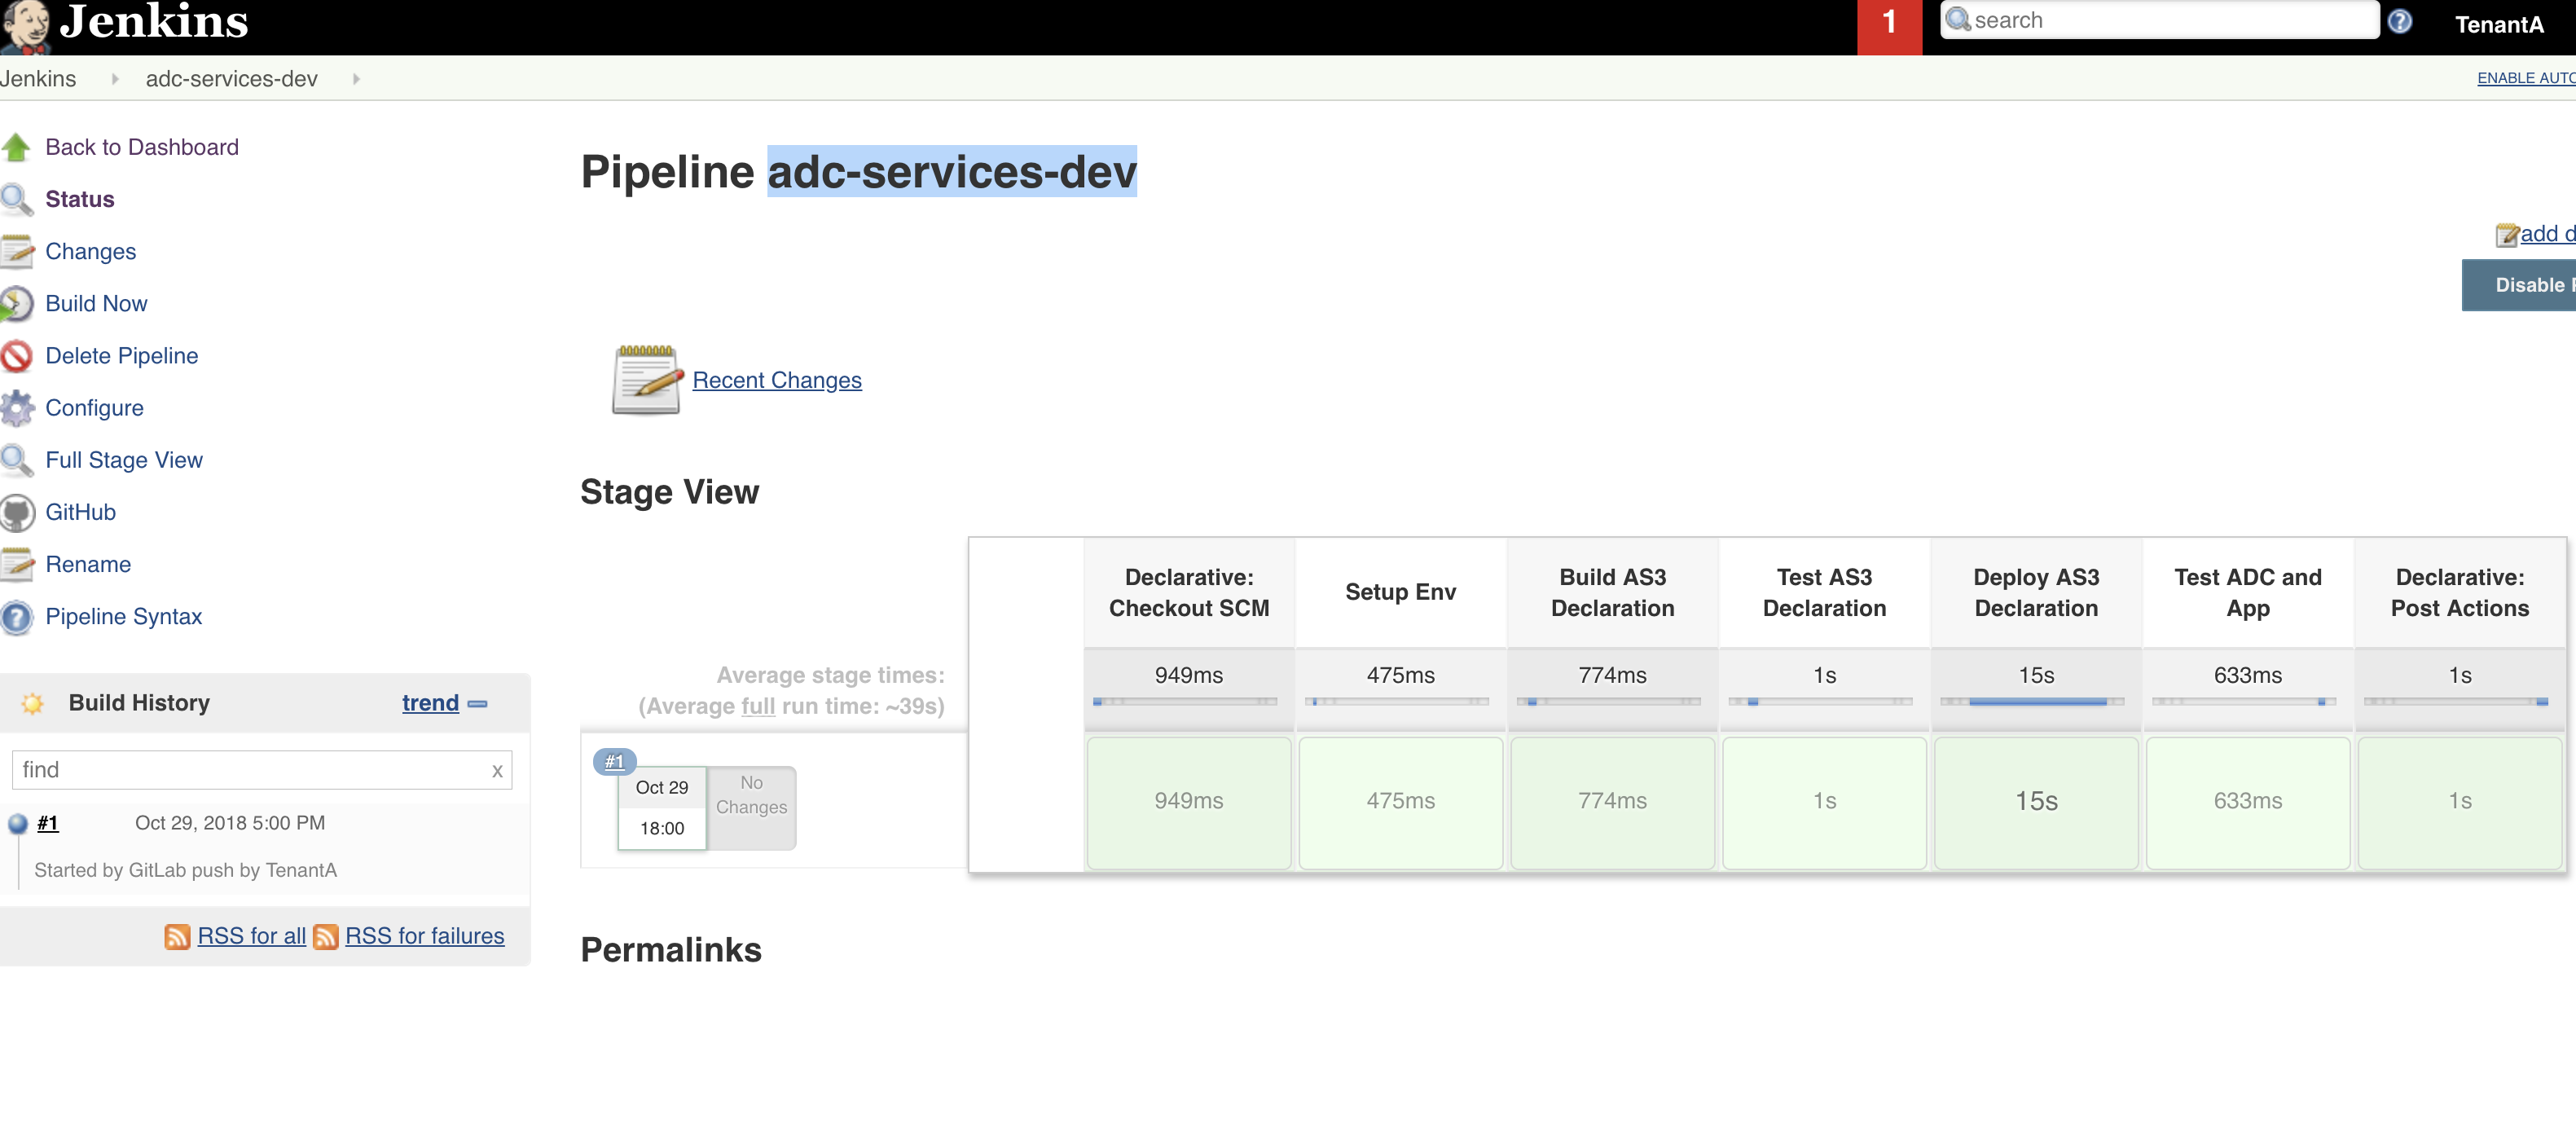 Jenkins
1
search
TenantA
Jenkins
adc-services-dev
ENABLE AUTO
Back to Dashboard
Status
Changes
Build Now
Delete Pipeline
Configure
Full Stage View
GitHub
Rename
Pipeline Syntax
Build History
trend
find
x
#1
Oct 29, 2018 5:00 PM
Started by GitLab push by TenantA
RSS for all
RSS for failures
Pipeline adc-services-dev
add d
Disable P
Recent Changes
Stage View
Declarative:
Checkout SCM
Setup Env
Build AS3
Declaration
Test AS3
Declaration
Deploy AS3
Declaration
Test ADC and
App
Declarative:
Post Actions
Average stage times:
(Average full run time: ~39s)
949ms
475ms
774ms
1s
15s
633ms
1s
#1
Oct 29
18:00
No
Changes
949ms
475ms
774ms
1s
15s
633ms
1s
Permalinks